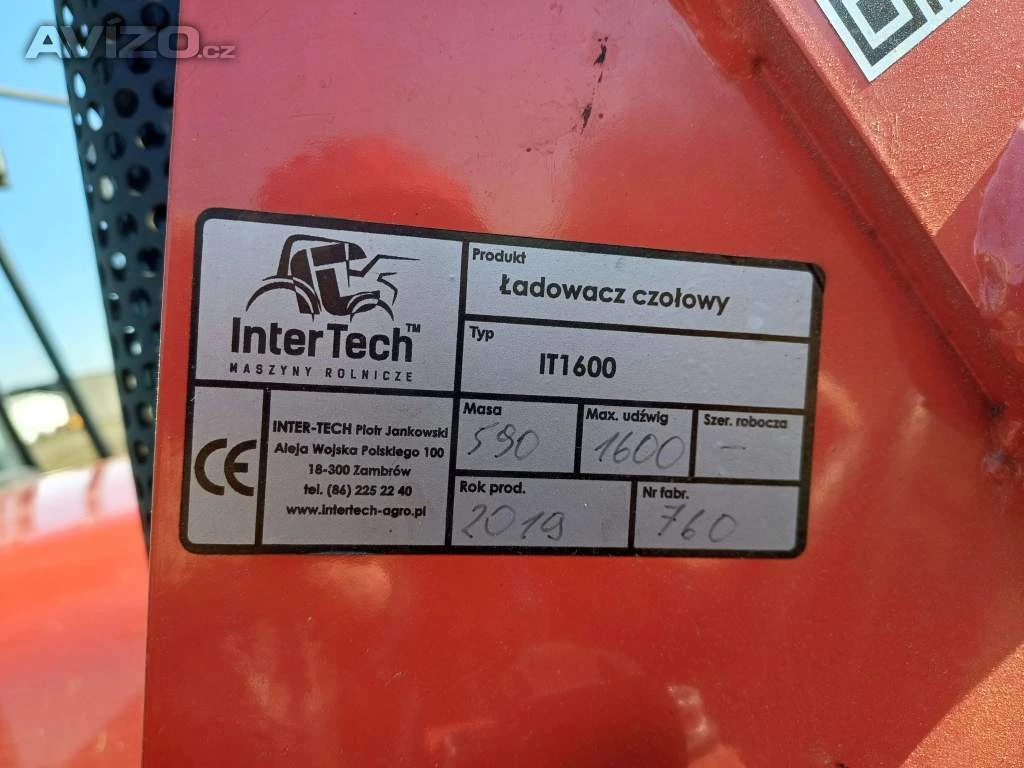 AVIZO.cz
InterTech™
MASZYNY ROLNICZE
Produkt
Ładowacz czołowy
Typ
IT1600
CE
INTER-TECH Piotr Jankowski
Aleja Wojska Polskiego 100
18-300 Zambrów
tel. (86) 225 22 40
www.intertech-agro.pl
Masa
590
Max. udźwig
1600
Szer. robocza
-
Rok prod.
2019
Nr fabr.
760